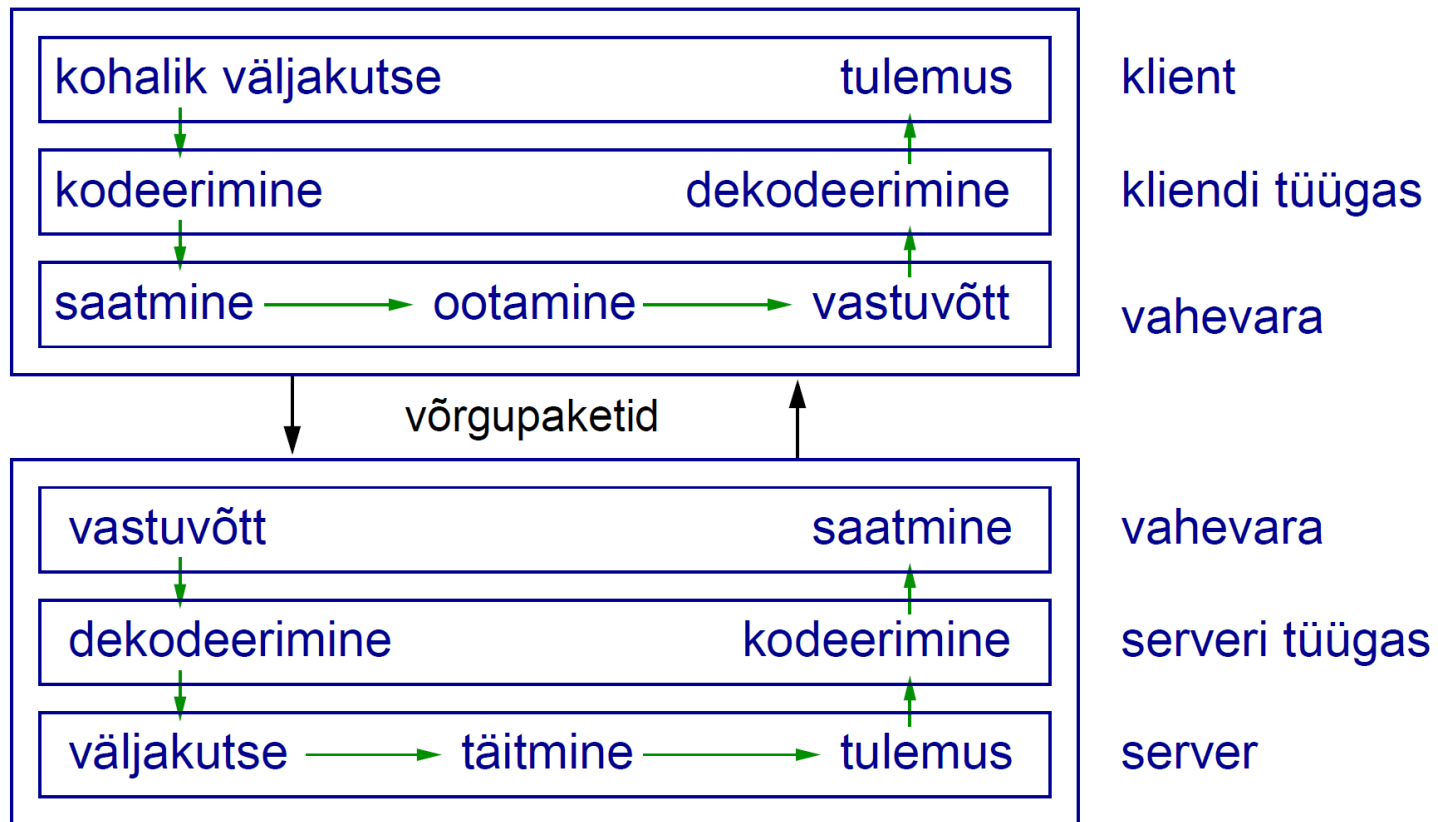 kohalik väljakutse tulemus klient
kodeerimine dekodeerimine kliendi tüügas
saatmine ootamine vastuvõtt vahevara
võrgupaketid
vastuvõtt saatmine vahevara
dekodeerimine kodeerimine serveri tüügas
väljakutse täitmine tulemus server